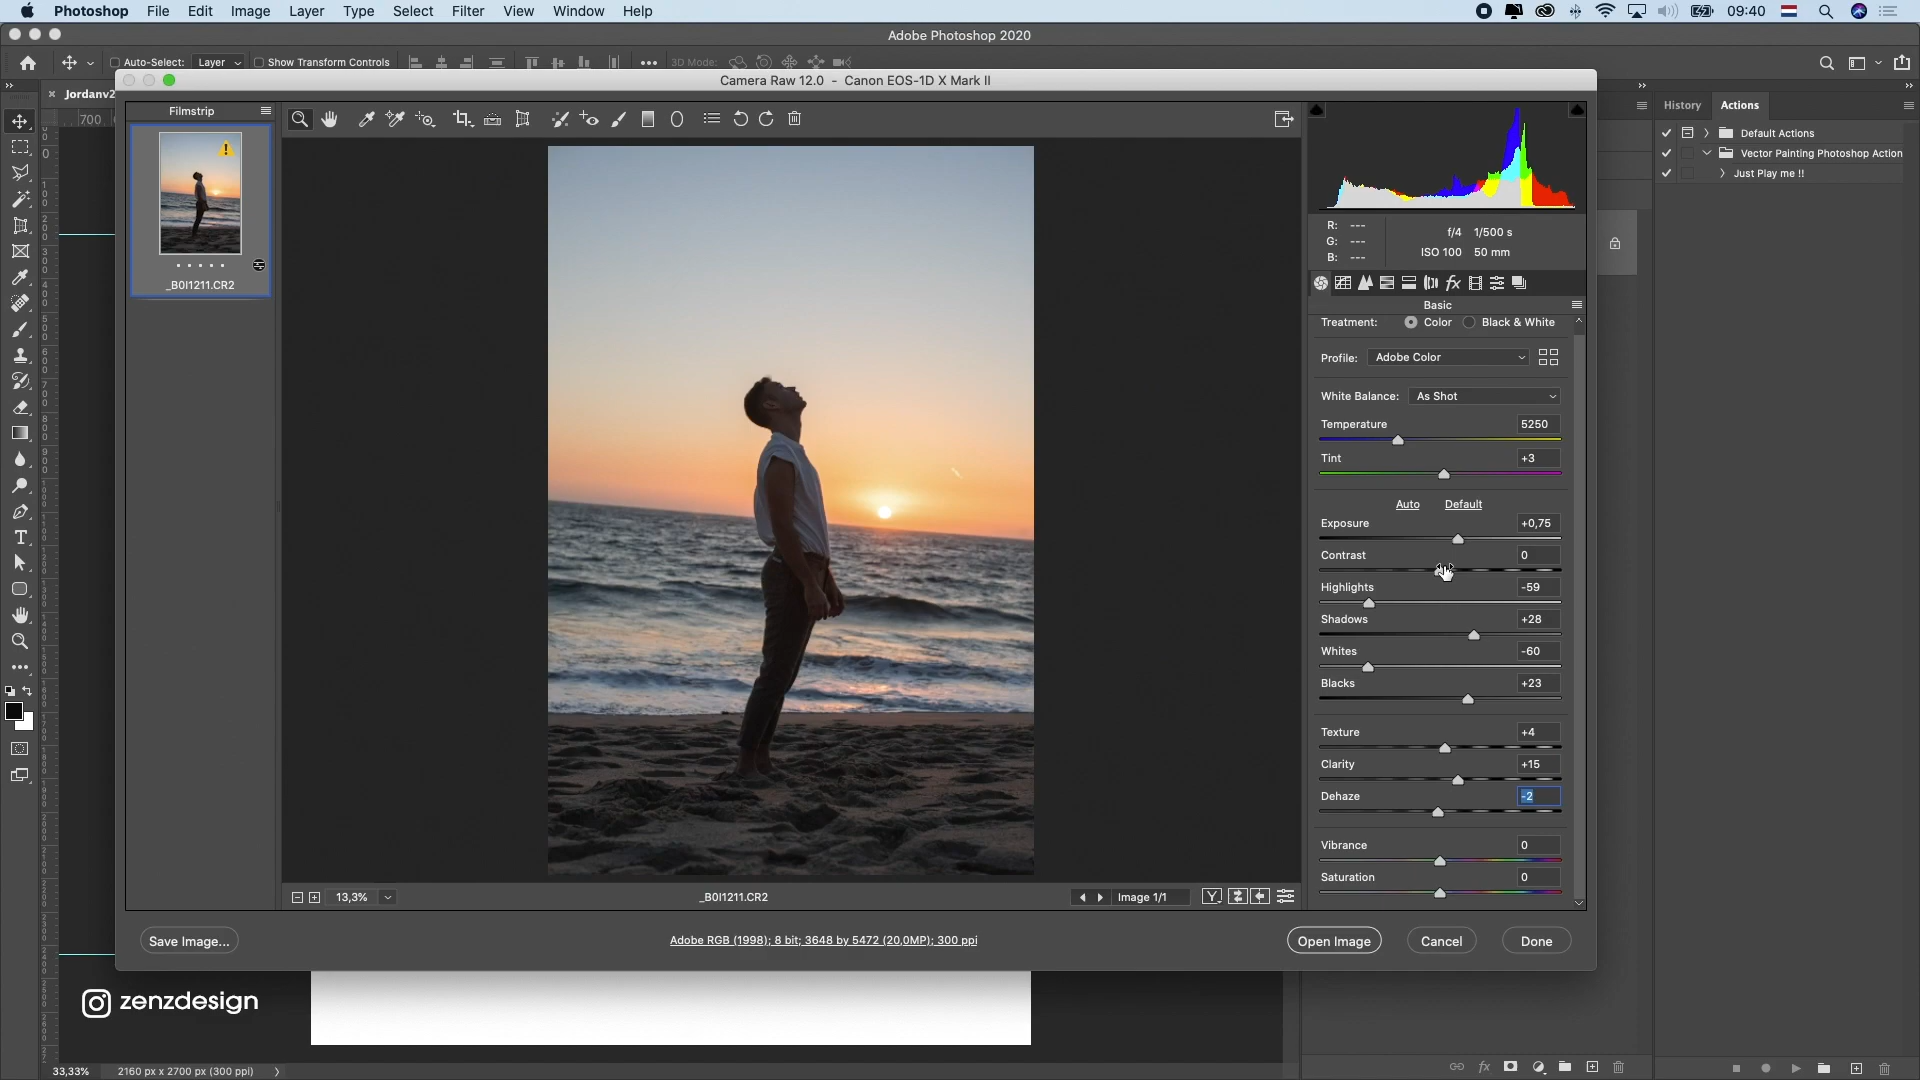 Photoshop File Edit Image Layer Type Select Filter View Window Help 09:40
Adobe Photoshop 2020
Auto-Select: Layer Show Transform Controls 3D Mode:
Camera Raw 12.0 - Canon EOS-1D X Mark II
Jordanv2
Filmstrip
History Actions
700
Default Actions
Vector Painting Photoshop Action
Just Play me !!
R: ---
G: ---
B: ---
f/4 1/500 s
ISO 100 50 mm
_B0I1211.CR2
Basic
Treatment: Color Black & White
Profile: Adobe Color
White Balance: As Shot
Temperature 5250
Tint +3
Auto Default
Exposure +0,75
Contrast 0
Highlights -59
Shadows +28
Whites -60
Blacks +23
Texture +4
Clarity +15
Dehaze -2
Vibrance 0
Saturation 0
13,3% _B0I1211.CR2 Image 1/1
Save Image... Adobe RGB (1998); 8 bit; 3648 by 5472 (20,0MP); 300 ppi Open Image Cancel Done
zenzdesign
33,33% 2160 px x 2700 px (300 ppi)